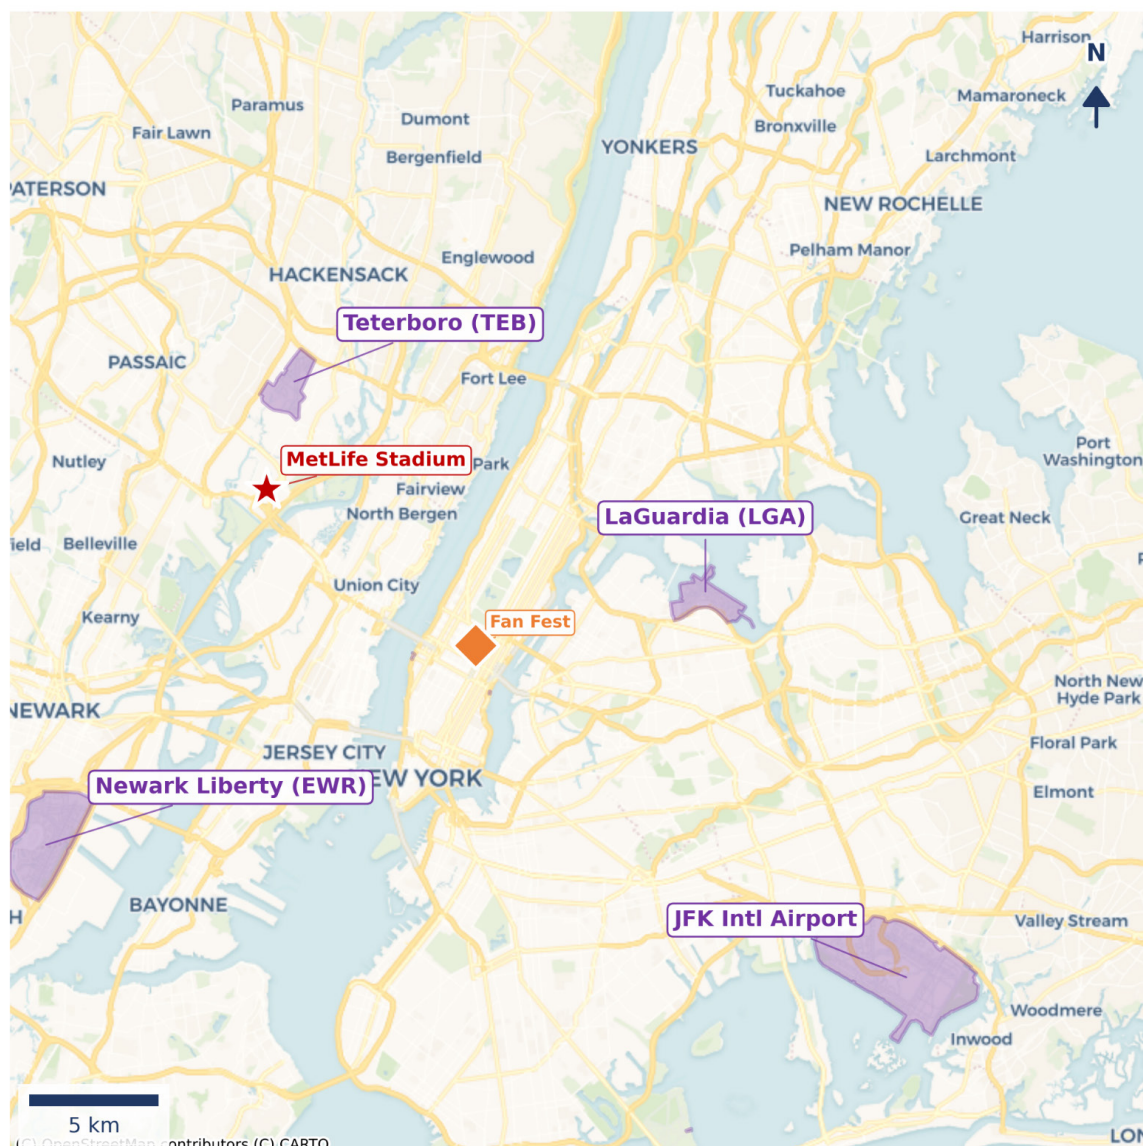 Harrison
N
Paramus
Tuckahoe
Mamaroneck
Dumont
Fair Lawn
Bronxville
YONKERS
Bergenfield
Larchmont
PATERSON
NEW ROCHELLE
Pelham Manor
Englewood
HACKENSACK
Teterboro (TEB)
PASSAIC
Fort Lee
Port
Washington
MetLife Stadium
Park
Nutley
Fairview
North Bergen
LaGuardia (LGA)
Great Neck
ield
Belleville
Union City
Kearny
Fan Fest
North New
Hyde Park
NEWARK
Floral Park
JERSEY CITY
EW YORK
Newark Liberty (EWR)
Elmont
BAYONNE
H
JFK Intl Airport
Valley Stream
Woodmere
Inwood
5 km
LON
(C) OpenStreetMap contributors (C) CARTO